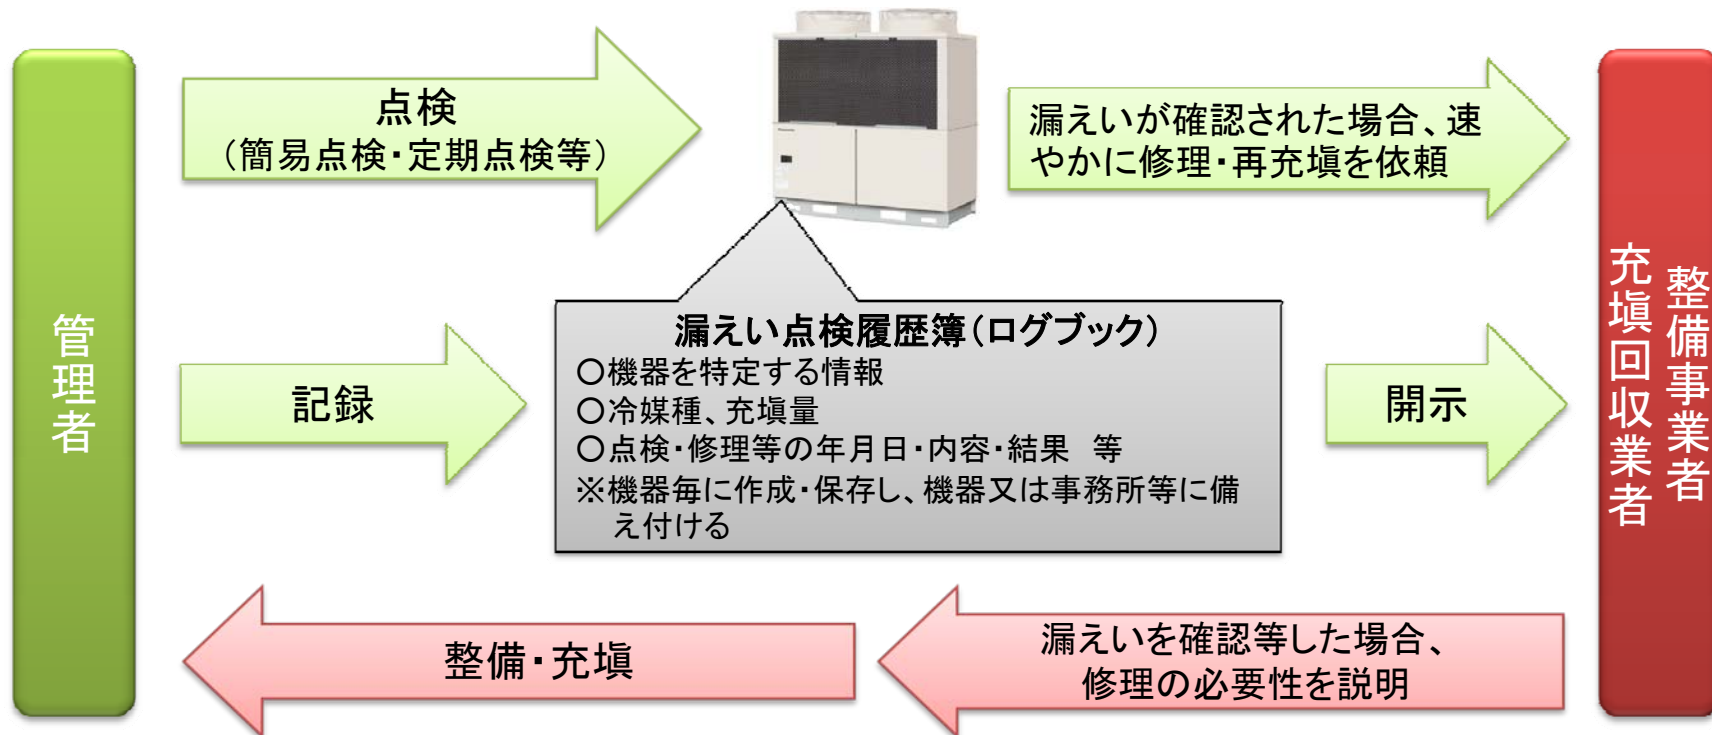 管理者
点検
（簡易点検・定期点検等）
漏えいが確認された場合、速
やかに修理・再充塡を依頼
記録
漏えい点検履歴簿（ログブック）
〇機器を特定する情報
〇冷媒種、充塡量
〇点検・修理等の年月日・内容・結果　等
※機器毎に作成・保存し、機器又は事務所等に備
え付ける
開示
整備・充塡
漏えいを確認等した場合、
修理の必要性を説明
整備事業者
充塡回収業者